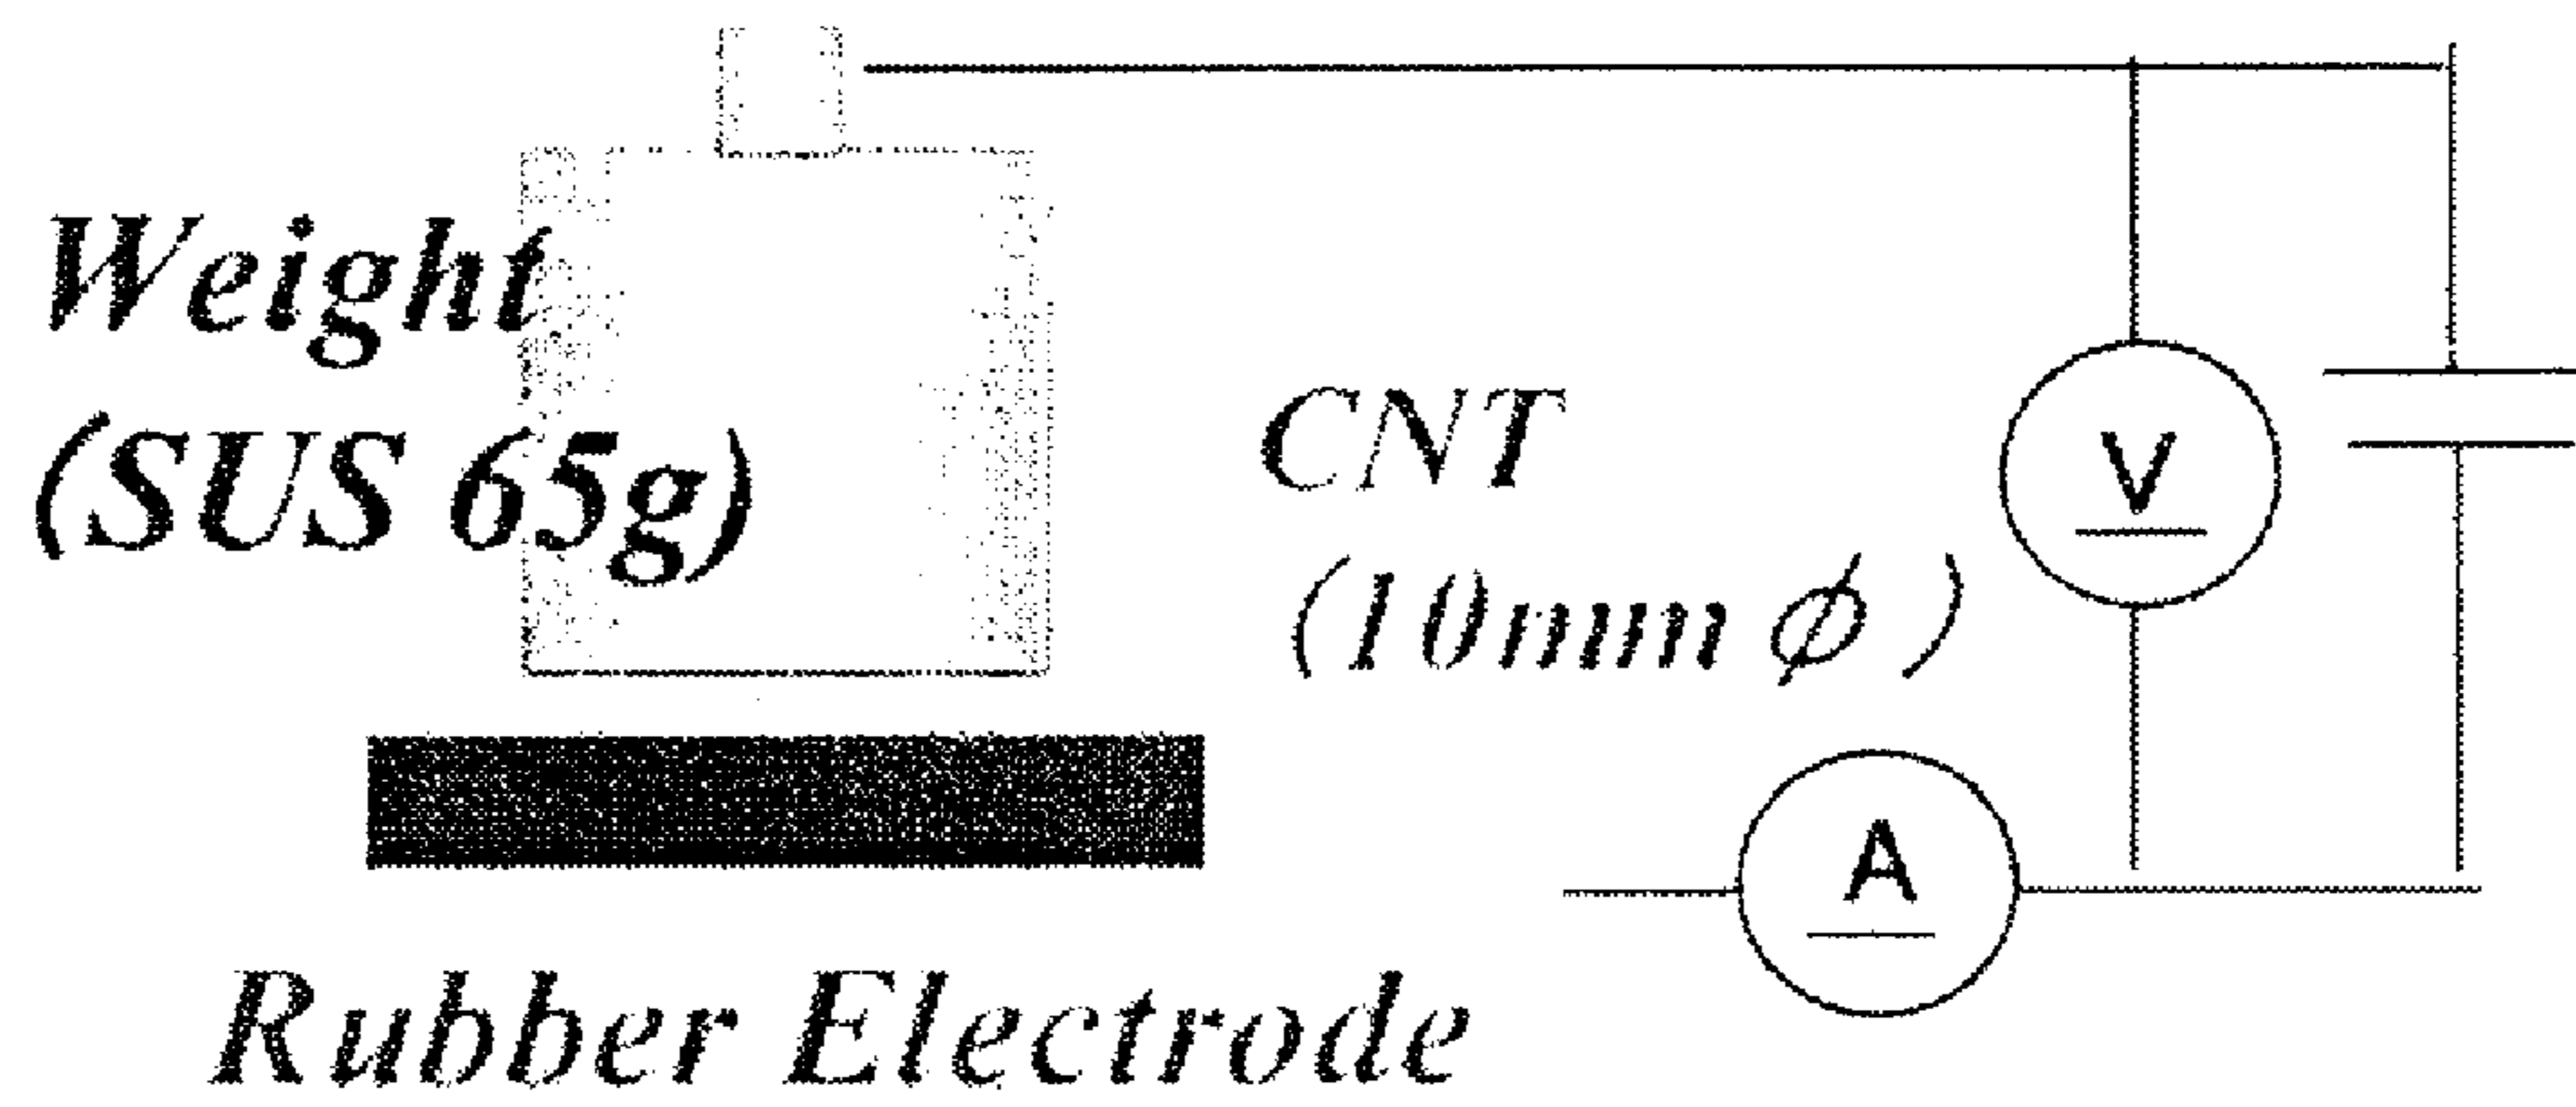 Weight
(SUS 65g)
CNT
(10mm ϕ)
V
A
Rubber Electrode